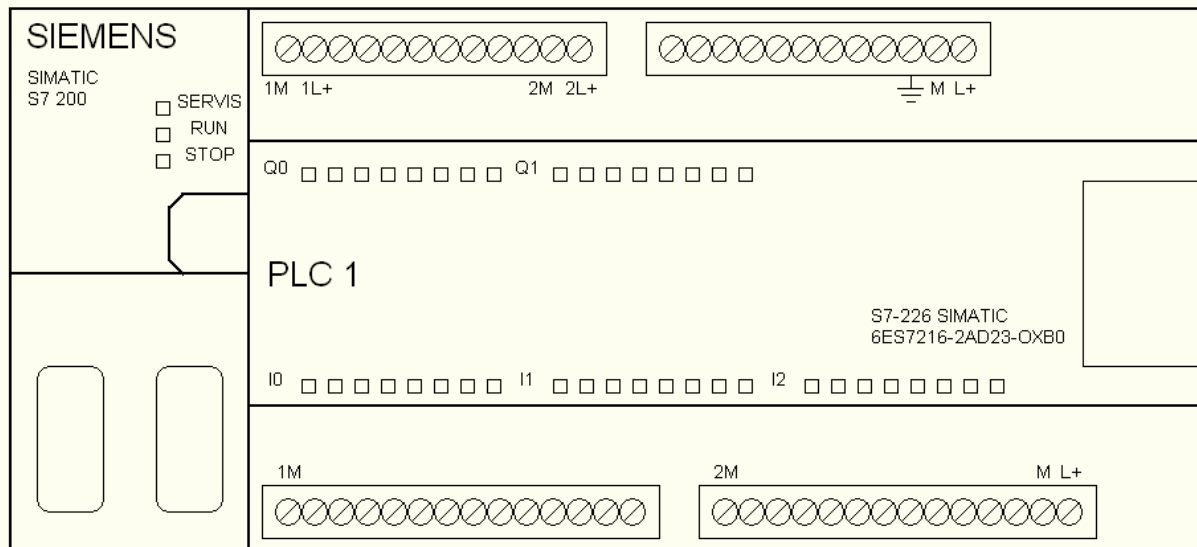 SIEMENS
SIMATIC
S7 200
SERVIS
RUN
STOP
1M 1L+ 2M 2L+
M L+
Q0 Q1
PLC 1
S7-226 SIMATIC
6ES7216-2AD23-OXB0
I0 I1 I2
1M 2M M L+